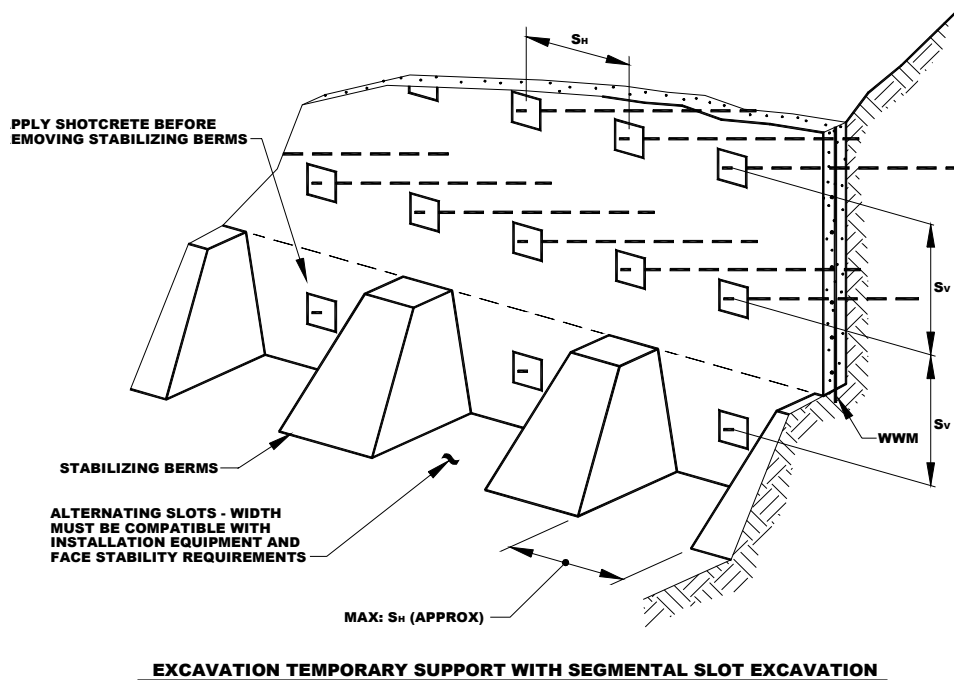 SH
PPLY SHOTCRETE BEFORE
EMOVING STABILIZING BERMS
SV
SV
WWM
STABILIZING BERMS
ALTERNATING SLOTS - WIDTH
MUST BE COMPATIBLE WITH
INSTALLATION EQUIPMENT AND
FACE STABILITY REQUIREMENTS
MAX: SH (APPROX)
EXCAVATION TEMPORARY SUPPORT WITH SEGMENTAL SLOT EXCAVATION